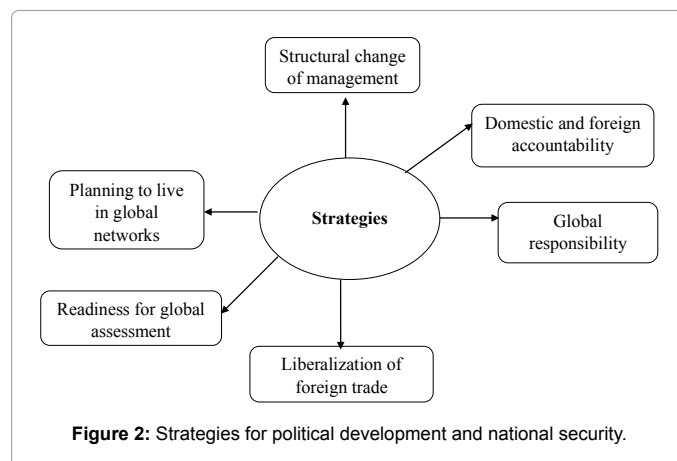 Structural change
of management
Domestic and foreign
accountability
Planning to live
in global
networks
Strategies
Global
responsibility
Readiness for global
assessment
Liberalization of
foreign trade
Figure 2: Strategies for political development and national security.